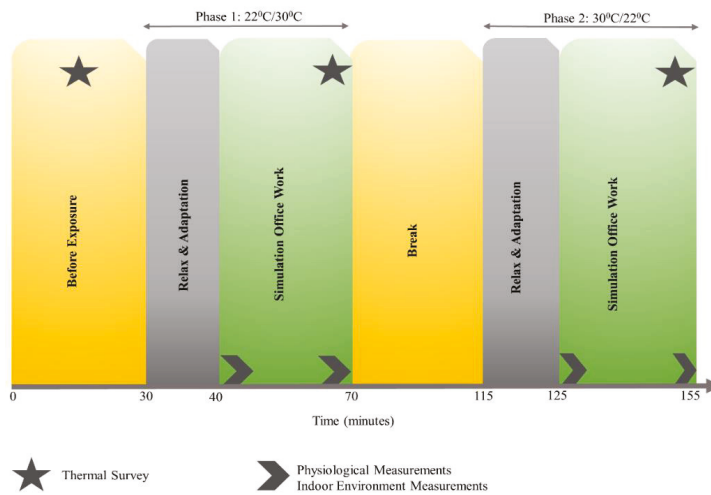 Phase 1: 22⁰C/30⁰C
Phase 2: 30⁰C/22⁰C
Before Exposure
Relax & Adaptation
Simulation Office Work
Break
Relax & Adaptation
Simulation Office Work
0 30 40 70 115 125 155
Time (minutes)
Thermal Survey
Physiological Measurements
Indoor Environment Measurements